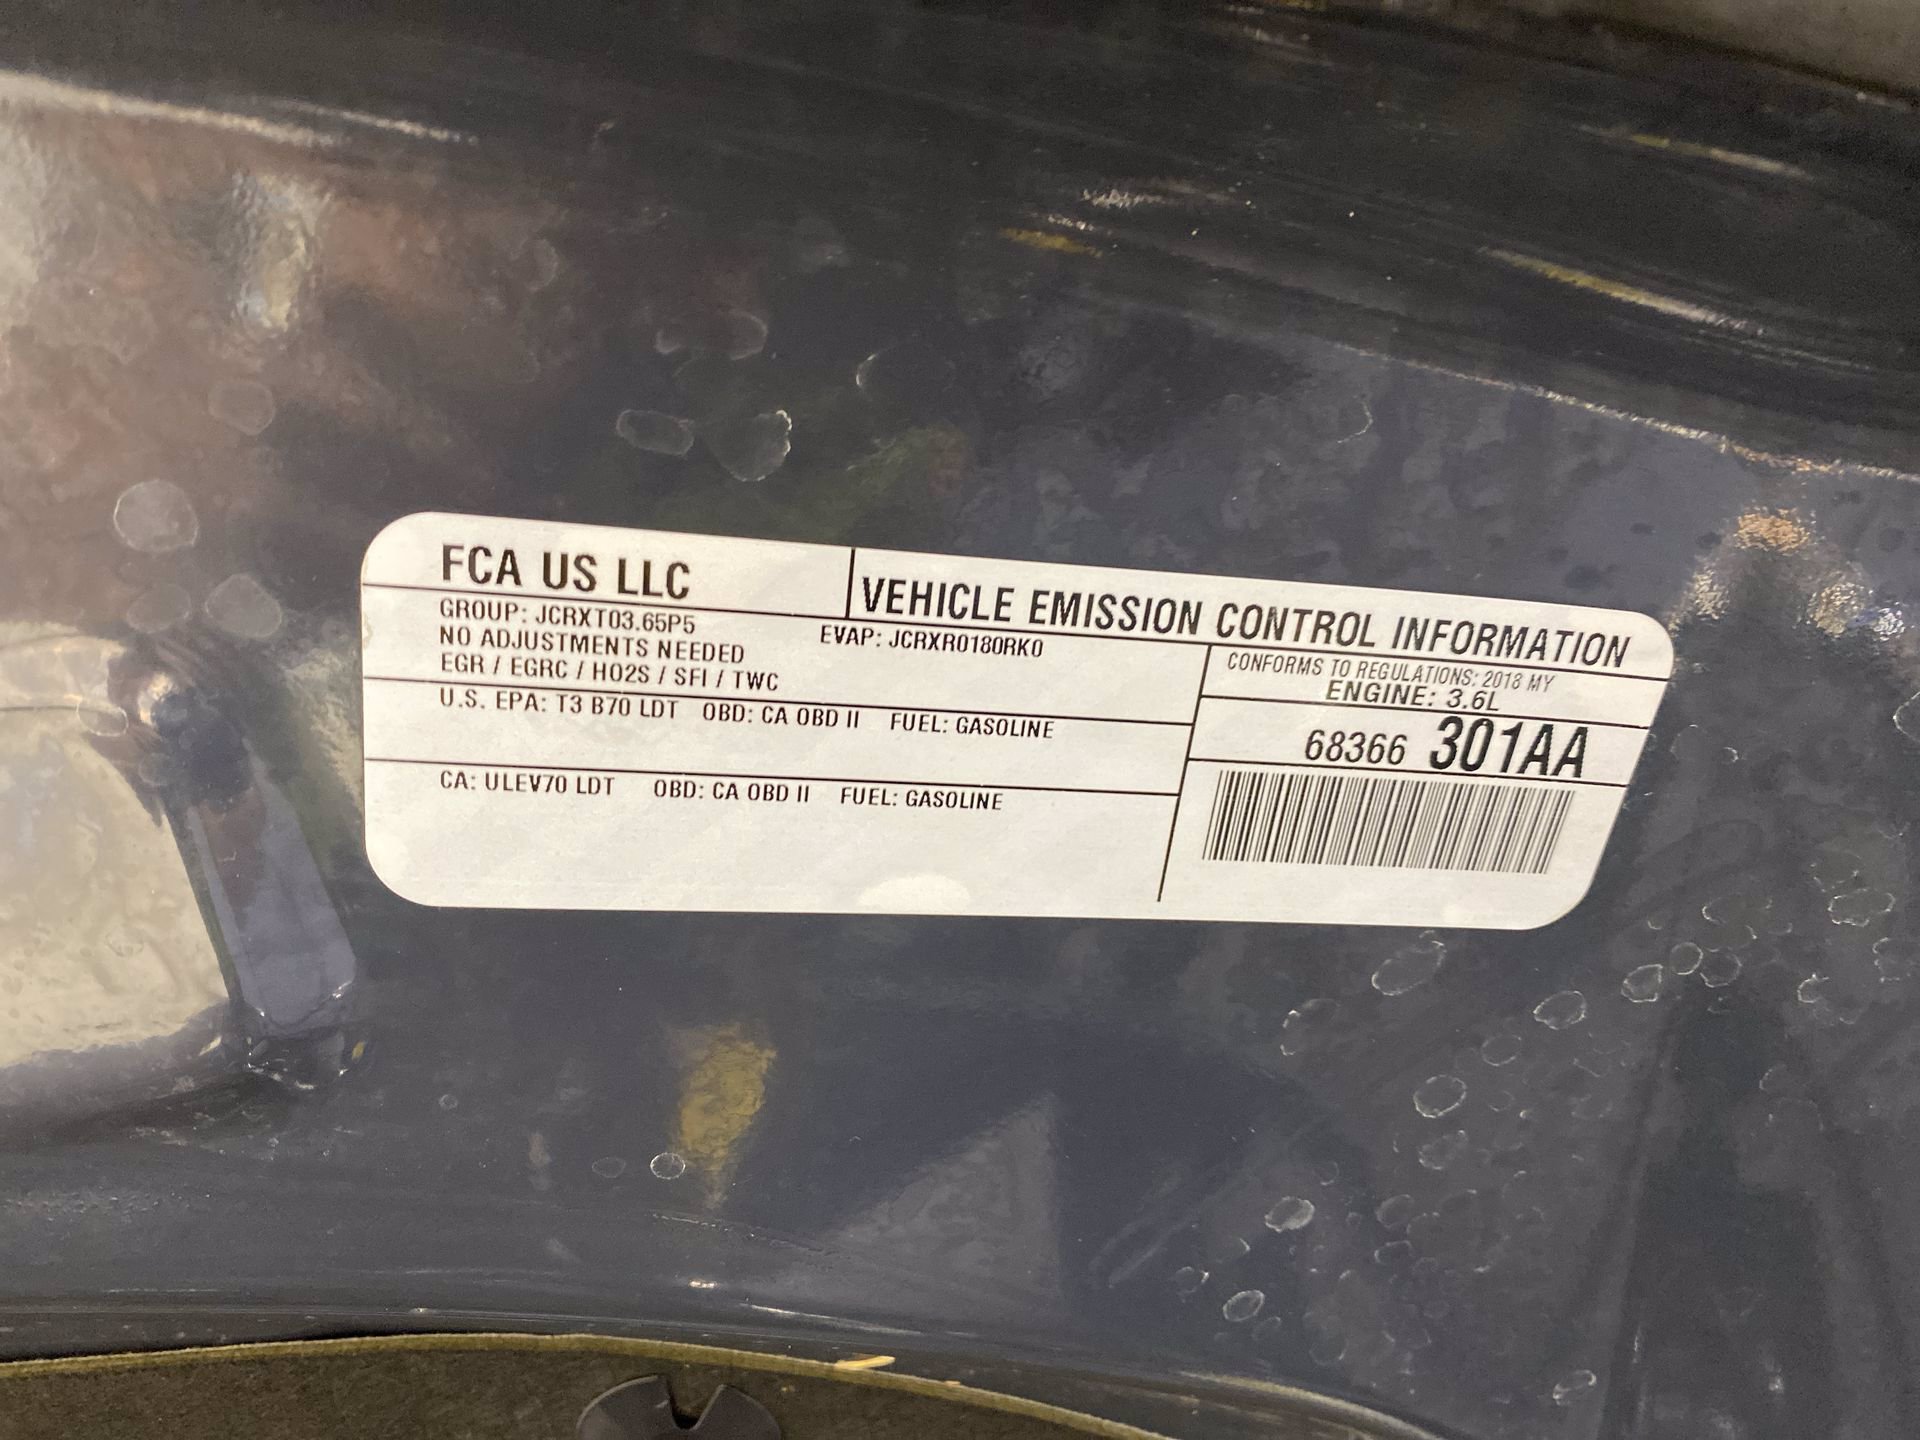 FCA US LLC
VEHICLE EMISSION CONTROL INFORMATION
GROUP: JCRXT03.65P5
EVAP: JCRXR0180RK0
NO ADJUSTMENTS NEEDED
EGR / EGRC / HO2S / SFI / TWC
CONFORMS TO REGULATIONS: 2018 MY
ENGINE: 3.6L
U.S. EPA: T3 B70 LDT OBD: CA OBD II FUEL: GASOLINE
68366 301AA
CA: ULEV70 LDT OBD: CA OBD II FUEL: GASOLINE